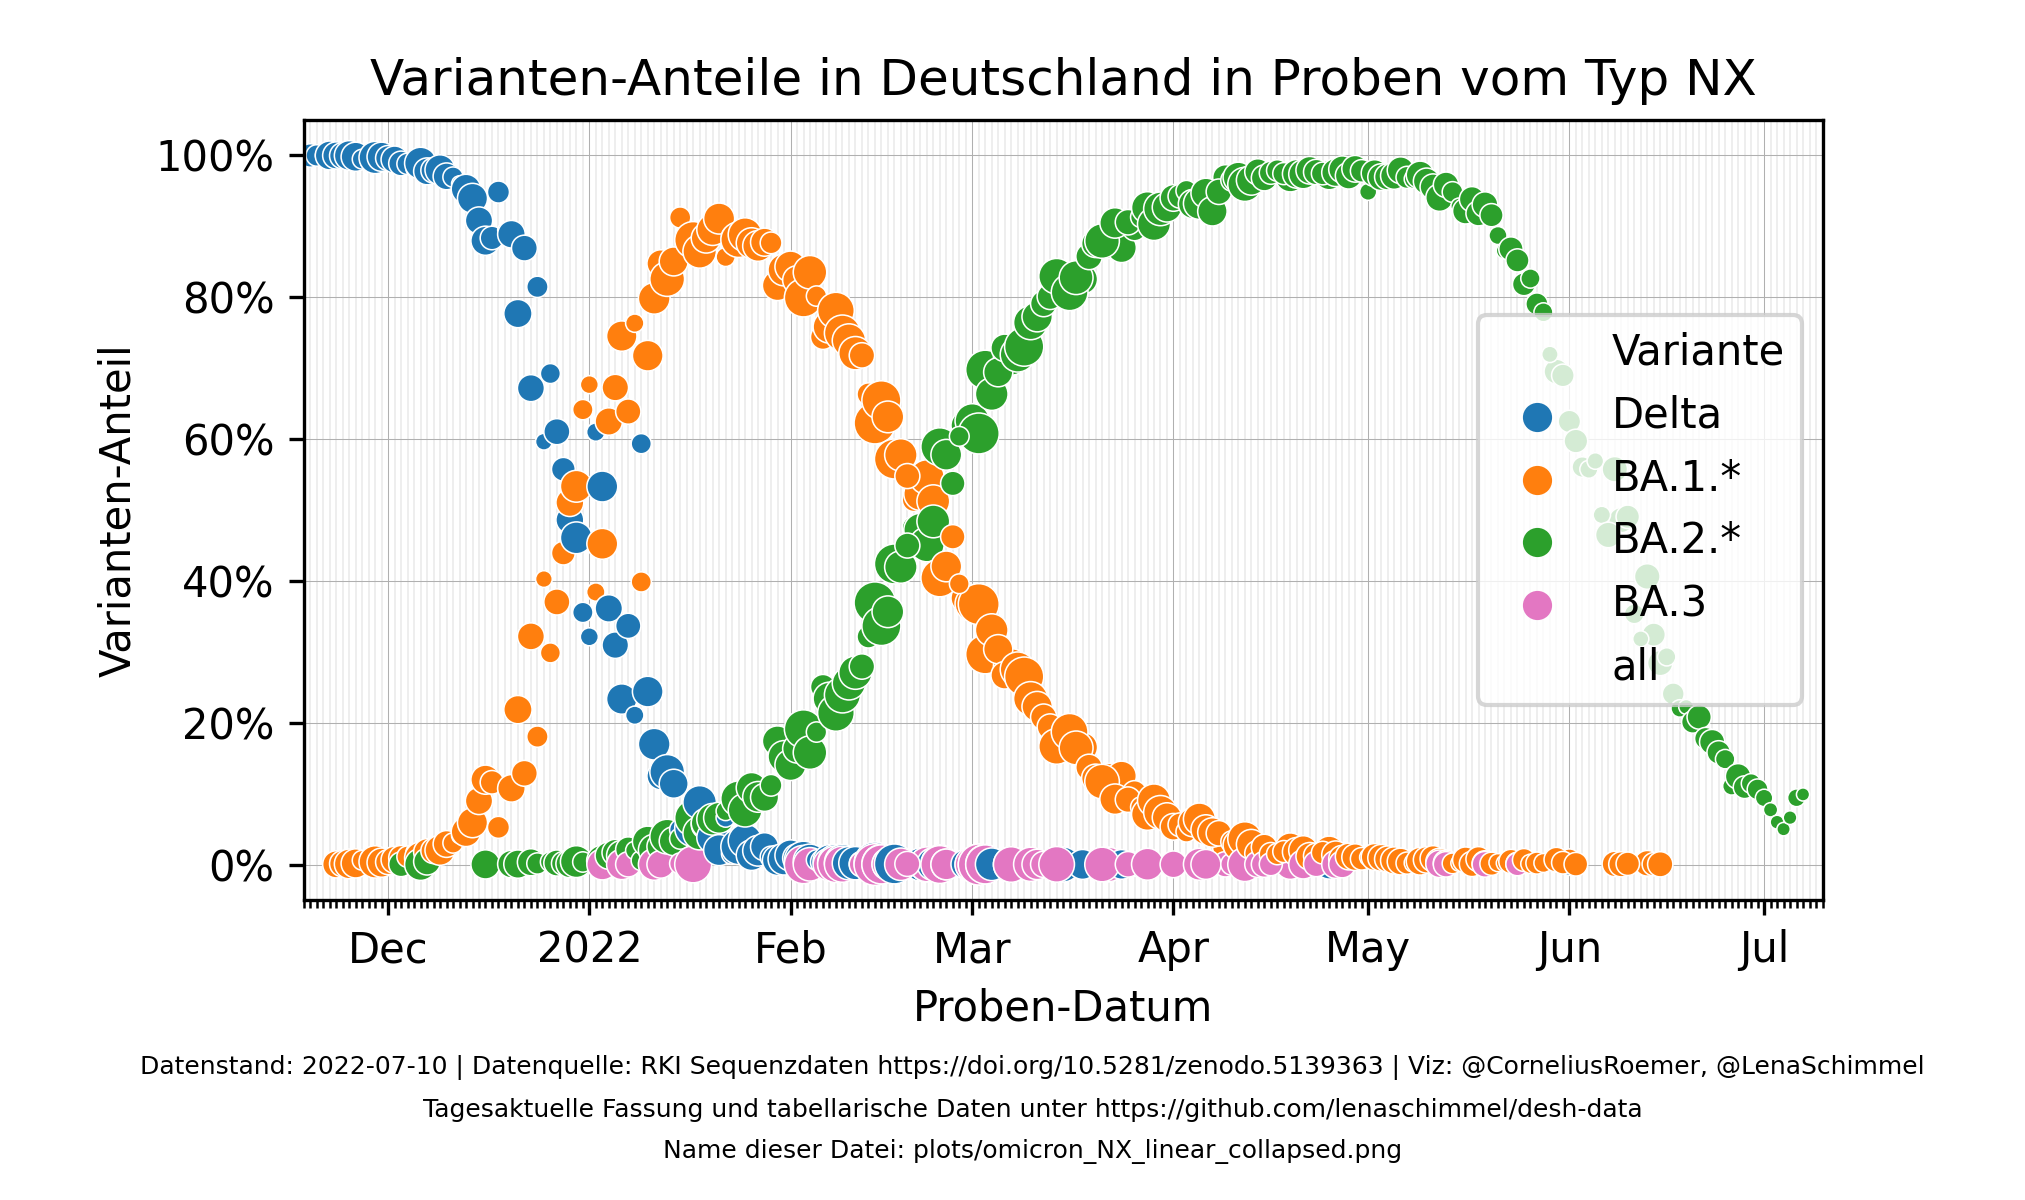 Varianten-Anteile in Deutschland in Proben vom Typ NX
Varianten-Anteil
100%
80%
60%
40%
20%
0%
Variante
Delta
BA.1.*
BA.2.*
BA.3
all
Dec 2022 Feb Mar Apr May Jun Jul
Proben-Datum
Datenstand: 2022-07-10 | Datenquelle: RKI Sequenzdaten https://doi.org/10.5281/zenodo.5139363 | Viz: @CorneliusRoemer, @LenaSchimmel
Tagesaktuelle Fassung und tabellarische Daten unter https://github.com/lenaschimmel/desh-data
Name dieser Datei: plots/omicron_NX_linear_collapsed.png